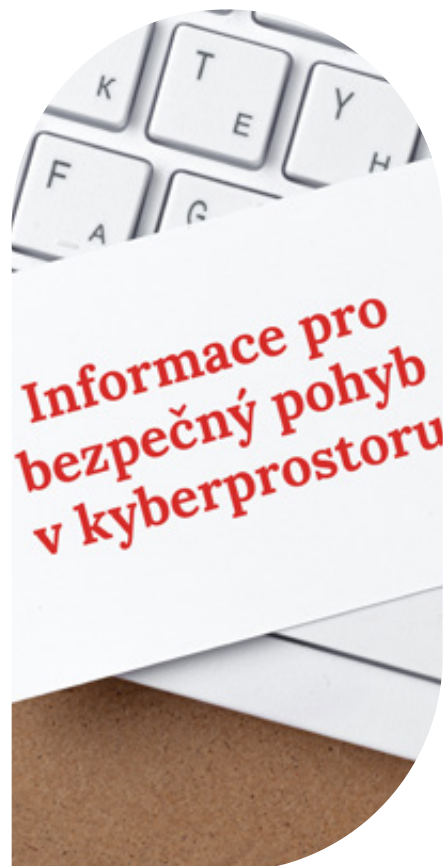 K
T
E
Y
H
F
A
G
Informace pro
bezpečný pohyb
v kyberprostoru